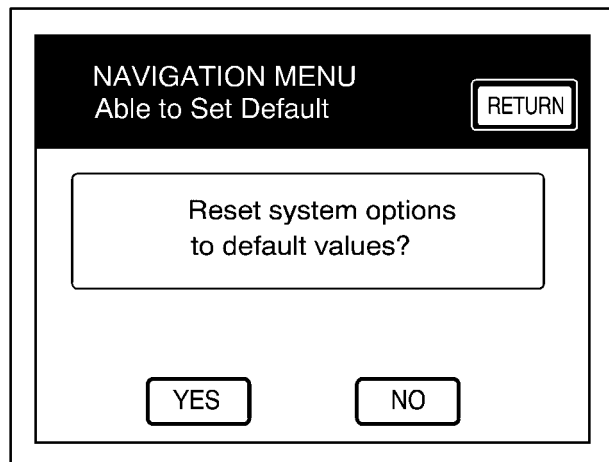 NAVIGATION MENU
Able to Set Default
RETURN
Reset system options
to default values?
YES
NO